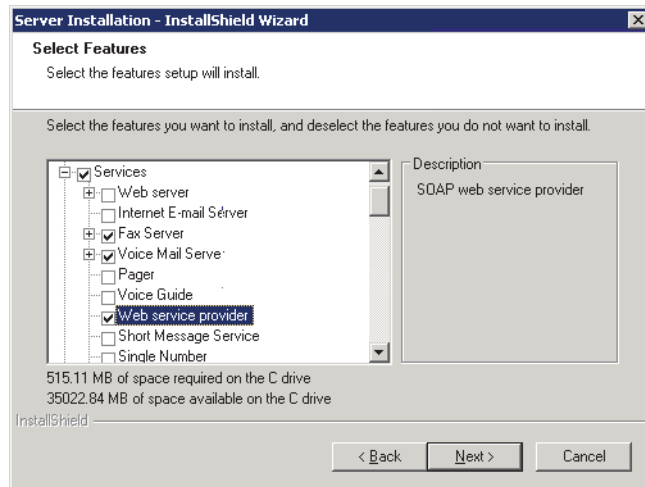 Server Installation - InstallShield Wizard
Select Features
Select the features setup will install.
Select the features you want to install, and deselect the features you do not want to install.
Services
Web server
Internet E-mail Server
Fax Server
Voice Mail Server
Pager
Voice Guide
Web service provider
Short Message Service
Single Number
Description
SOAP web service provider
515.11 MB of space required on the C drive
35022.84 MB of space available on the C drive
InstallShield
< Back
Next >
Cancel